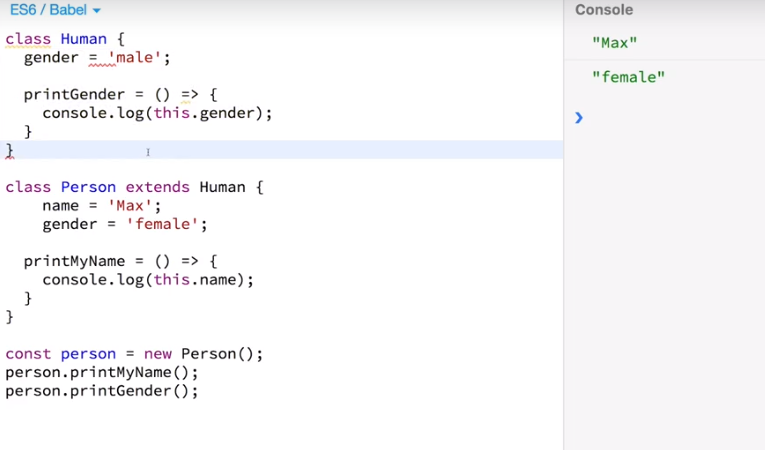 ES6 / Babel
class Human {
  gender = 'male';
  printGender = () => {
    console.log(this.gender);
  }
}
class Person extends Human {
    name = 'Max';
    gender = 'female';
  printMyName = () => {
    console.log(this.name);
  }
}
const person = new Person();
person.printMyName();
person.printGender();
Console
"Max"
"female"